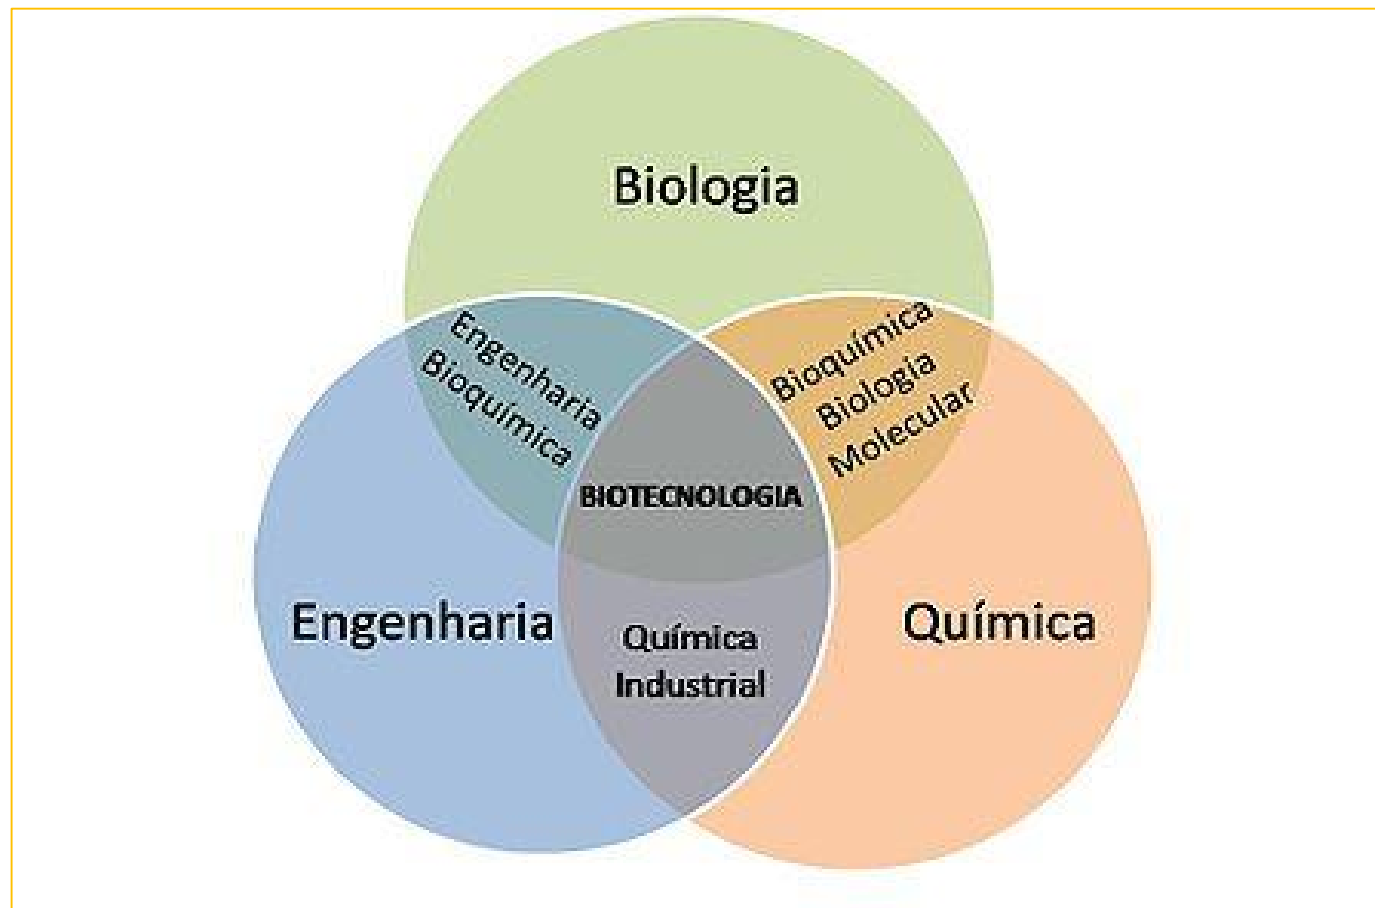 Biologia
Engenharia
Bioquímica
Bioquímica
Biologia
Molecular
BIOTECNOLOGIA
Engenharia
Química
Industrial
Química